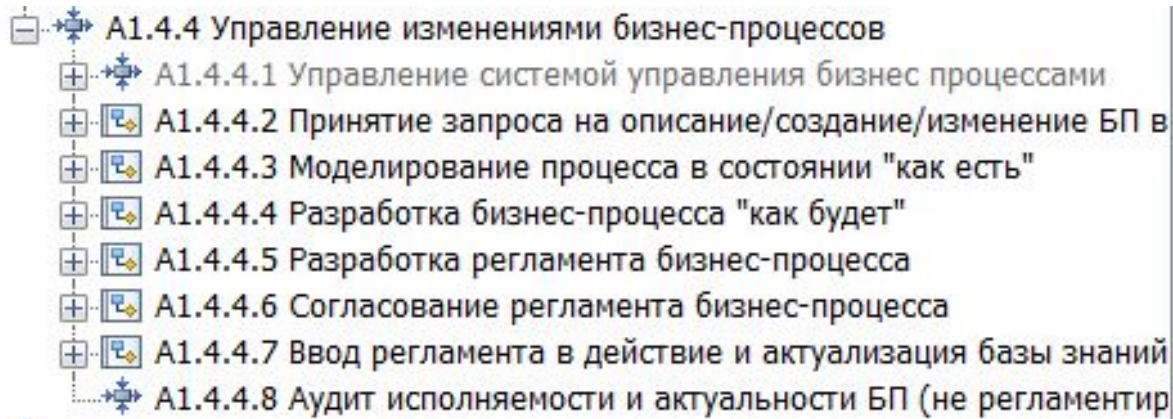 А1.4.4 Управление изменениями бизнес-процессов
А1.4.4.1 Управление системой управления бизнес процессами
А1.4.4.2 Принятие запроса на описание/создание/изменение БП в
А1.4.4.3 Моделирование процесса в состоянии "как есть"
А1.4.4.4 Разработка бизнес-процесса "как будет"
А1.4.4.5 Разработка регламента бизнес-процесса
А1.4.4.6 Согласование регламента бизнес-процесса
А1.4.4.7 Ввод регламента в действие и актуализация базы знаний
А1.4.4.8 Аудит исполняемости и актуальности БП (не регламентир